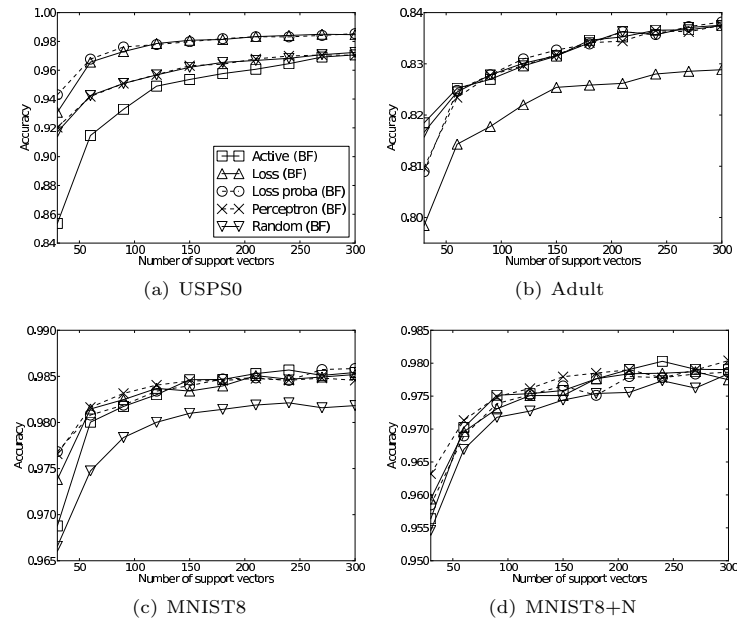 1.00
0.98
0.96
0.94
0.92
0.90
0.88
0.86
0.84
Accuracy
50 100 150 200 250 300
Number of support vectors
Active (BF)
Loss (BF)
Loss proba (BF)
Perceptron (BF)
Random (BF)
(a) USPS0
0.84
0.83
0.82
0.81
0.80
Accuracy
50 100 150 200 250 300
Number of support vectors
(b) Adult
0.990
0.985
0.980
0.975
0.970
0.965
Accuracy
50 100 150 200 250 300
Number of support vectors
(c) MNIST8
0.985
0.980
0.975
0.970
0.965
0.960
0.955
0.950
Accuracy
50 100 150 200 250 300
Number of support vectors
(d) MNIST8+N